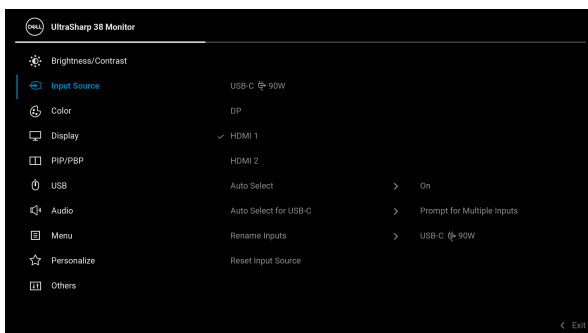 DELL UltraSharp 38 Monitor
Brightness/Contrast
Input Source USB-C 90W
Color DP
Display ✓ HDMI 1
PIP/PBP HDMI 2
USB Auto Select > On
Audio Auto Select for USB-C > Prompt for Multiple Inputs
Menu Rename Inputs > USB-C 90W
Personalize Reset Input Source
Others
< Exit